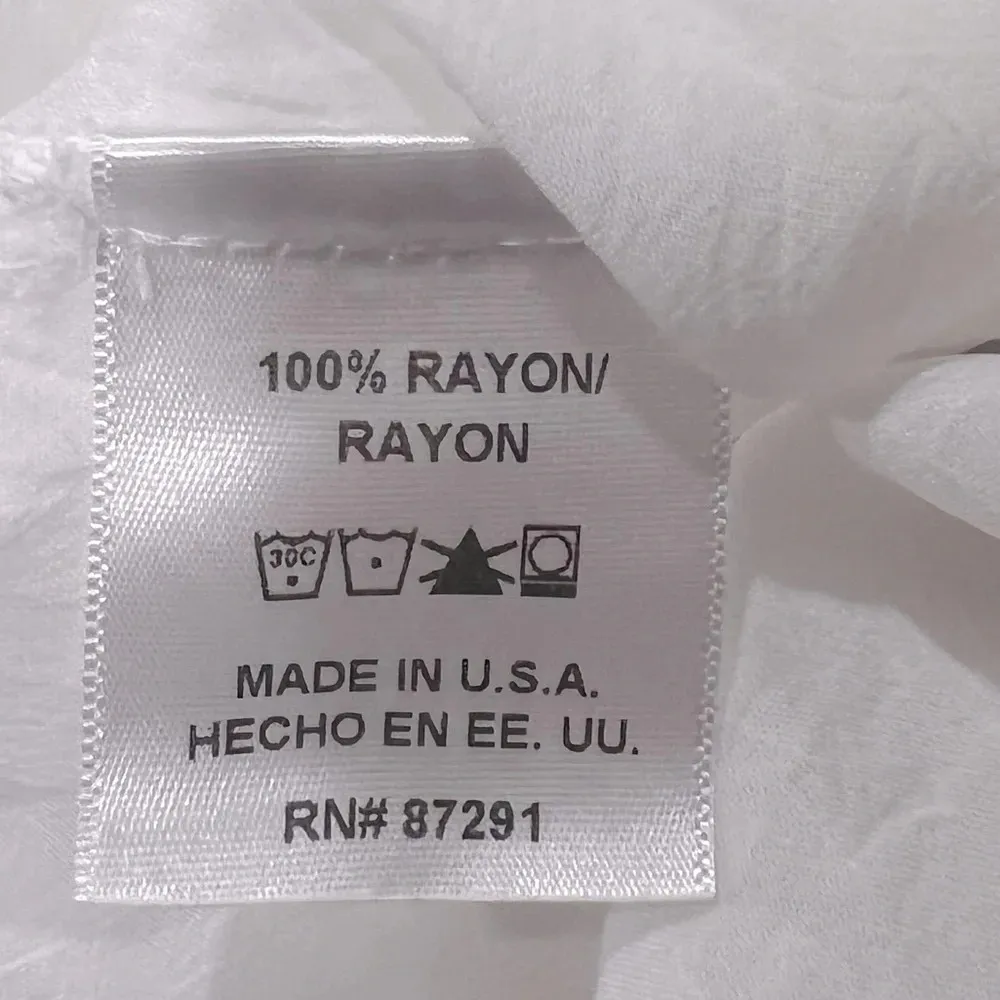 100% RAYON/
RAYON
30C
MADE IN U.S.A.
HECHO EN EE. UU.
RN# 87291